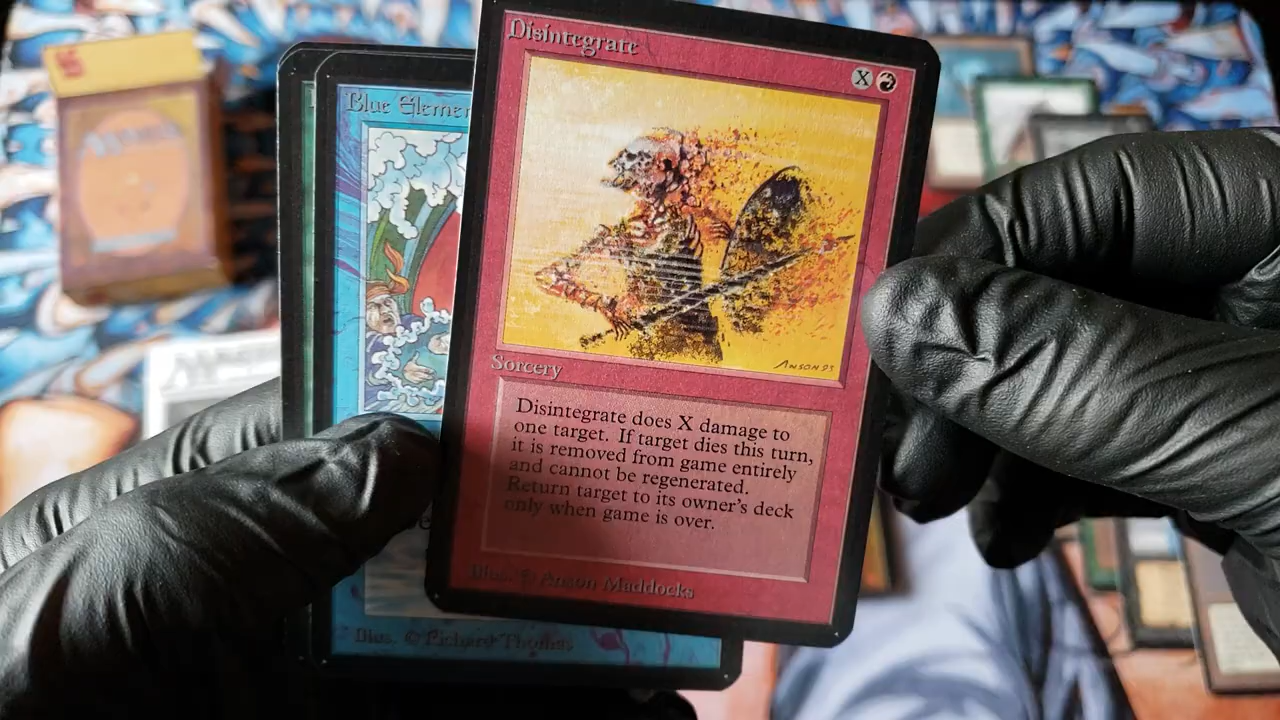 Disintegrate
X
Blue Elemen
ANSON 93
Sorcery
Disintegrate does X damage to
one target. If target dies this turn,
it is removed from game entirely
and cannot be regenerated.
Return target to its owner's deck
only when game is over.
Illus. © Anson Maddocks
Illus. © Richard Thomas